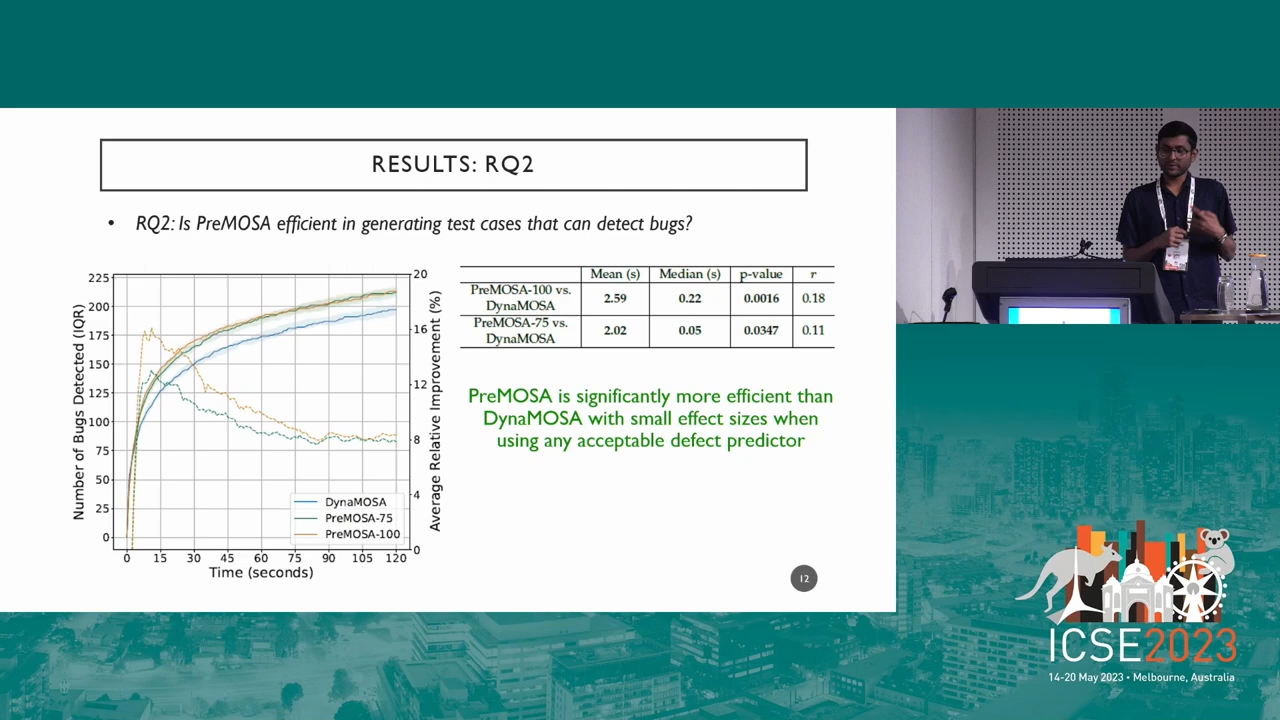 RESULTS: RQ2
• RQ2: Is PreMOSA efficient in generating test cases that can detect bugs?
Number of Bugs Detected (IQR)
225
200
175
150
125
100
75
50
25
0
20
16
12
8
4
0
Average Relative Improvement (%)
DynaMOSA
PreMOSA-75
PreMOSA-100
0 15 30 45 60 75 90 105 120
Time (seconds)
Mean (s) Median (s) p-value r
PreMOSA-100 vs.
DynaMOSA 2.59 0.22 0.0016 0.18
PreMOSA-75 vs.
DynaMOSA 2.02 0.05 0.0347 0.11
PreMOSA is significantly more efficient than
DynaMOSA with small effect sizes when
using any acceptable defect predictor
12
ICSE2023
14-20 May 2023 • Melbourne, Australia